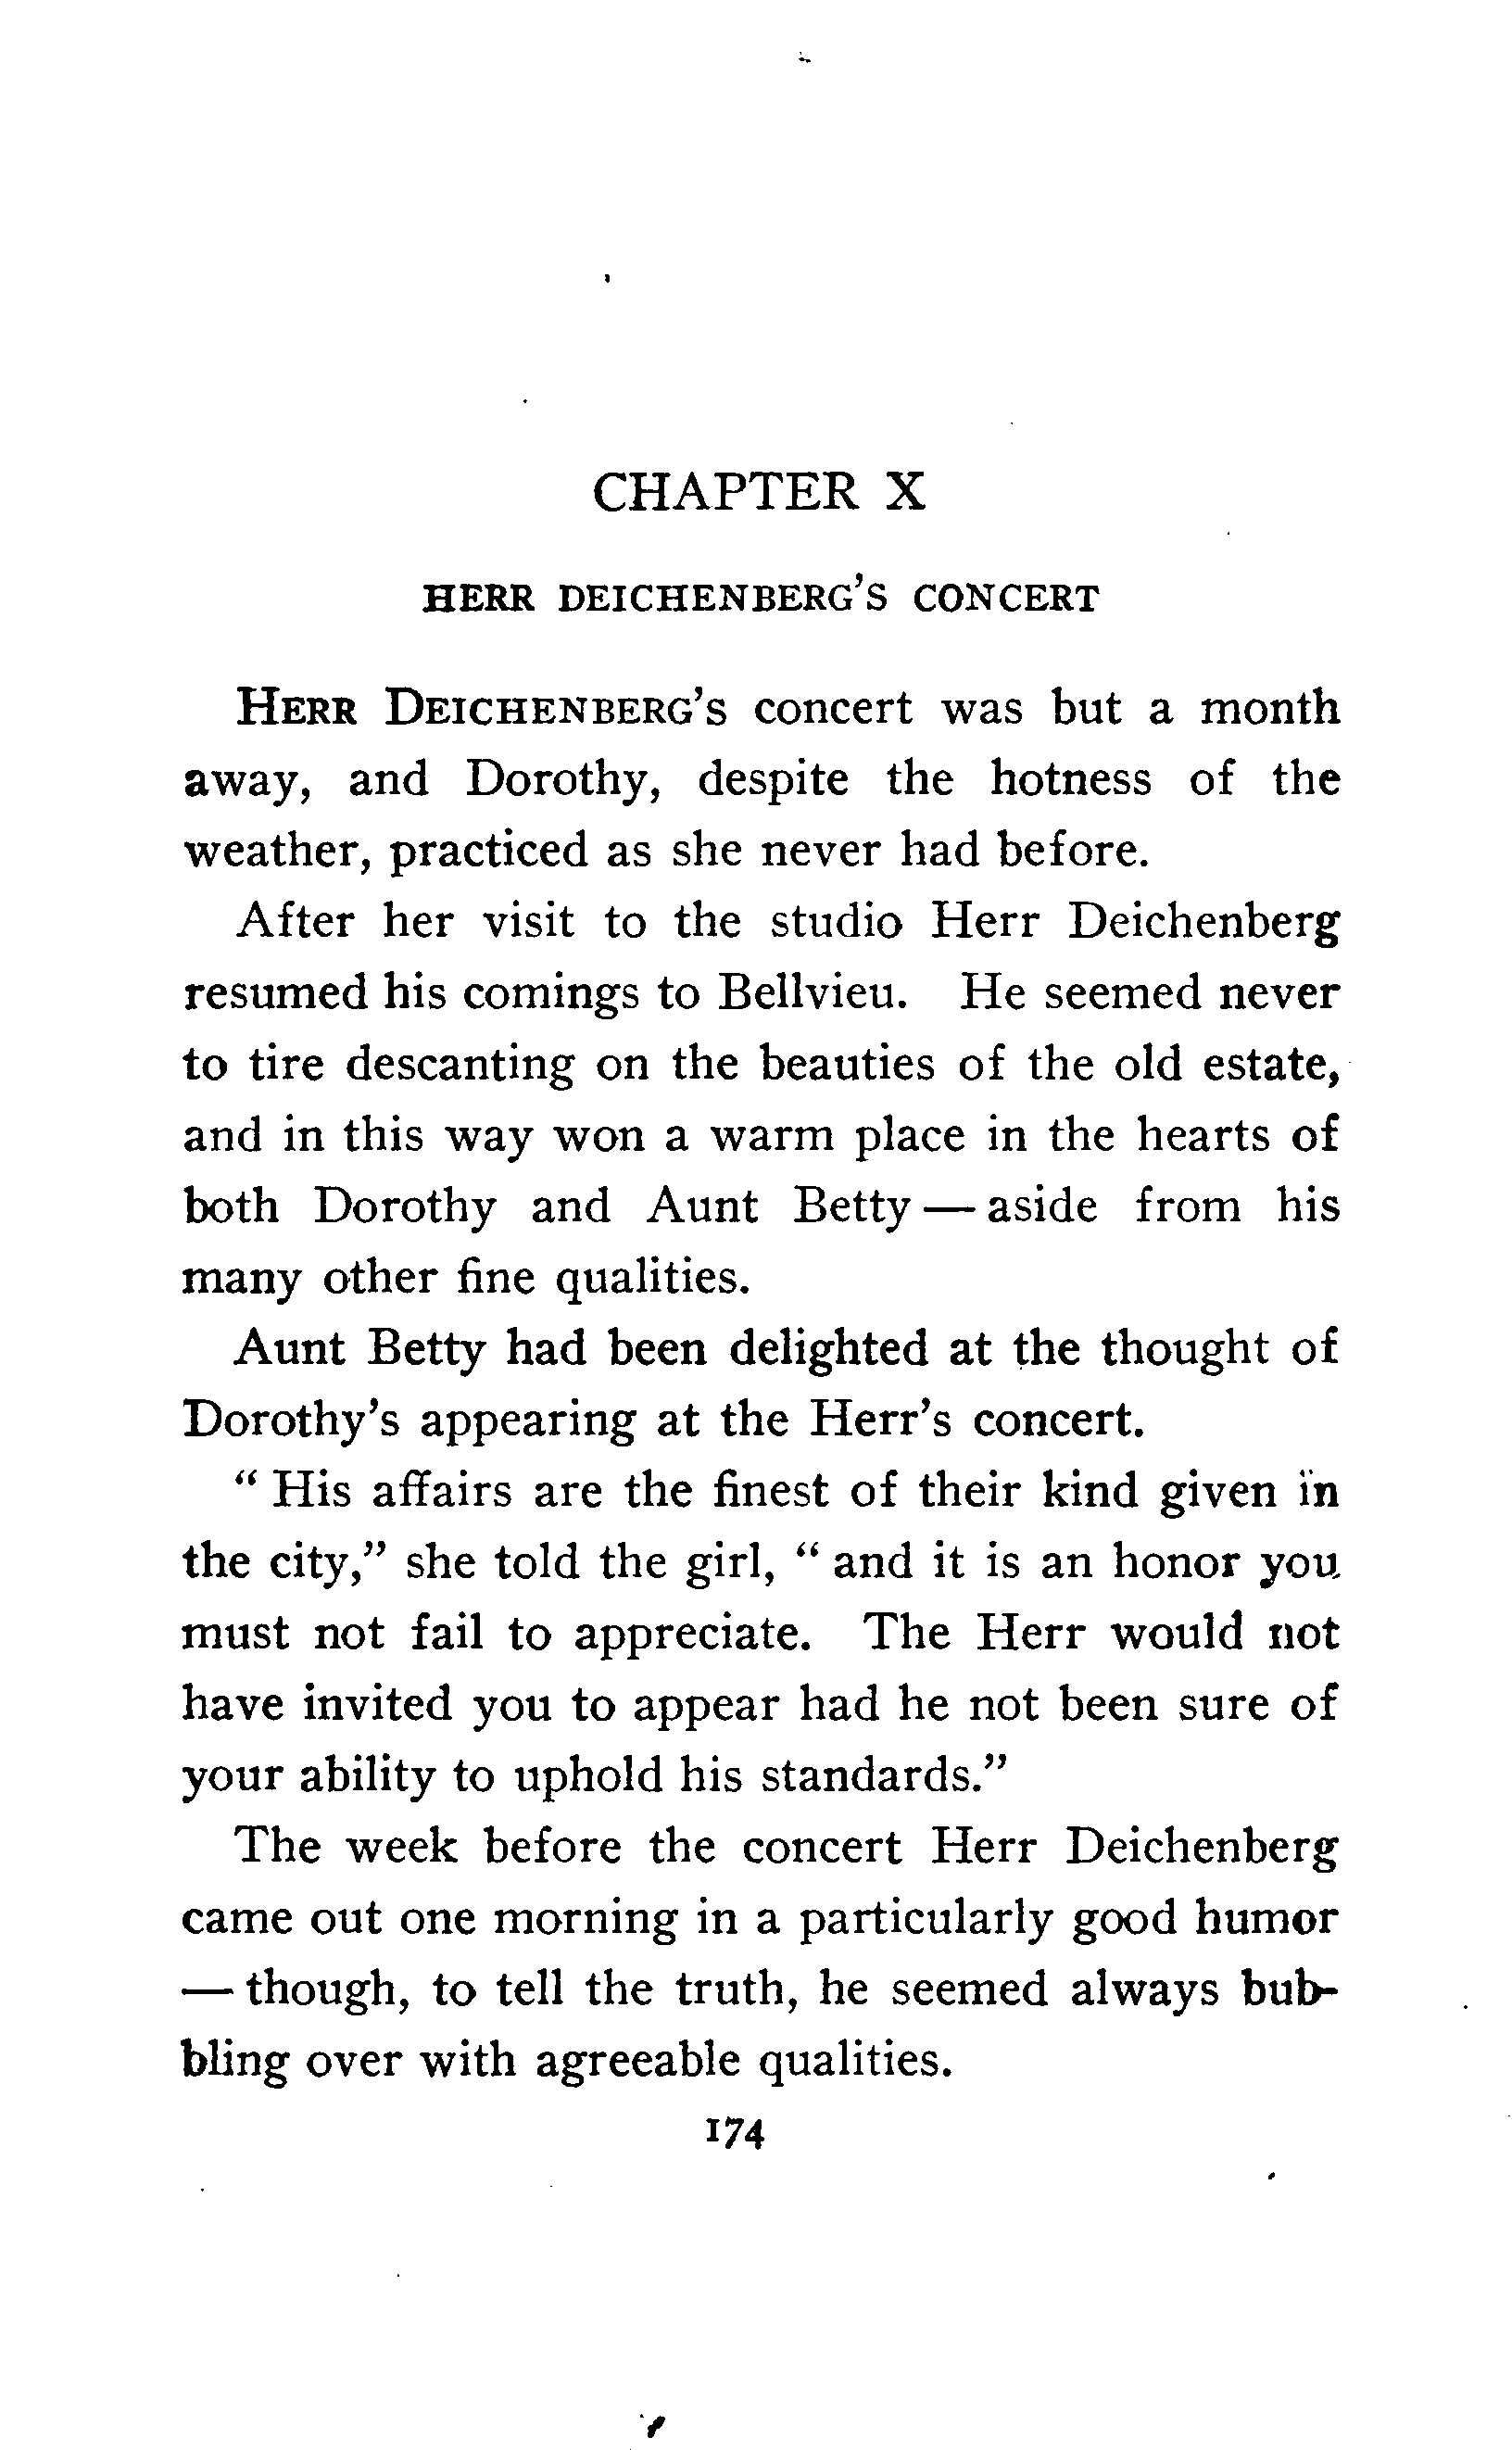 CHAPTER X
HERR DEICHENBERG'S CONCERT
HERR DEICHENBERG'S concert was but a month
away, and Dorothy, despite the hotness of the
weather, practiced as she never had before.
After her visit to the studio Herr Deichenberg
resumed his comings to Bellvieu. He seemed never
to tire descanting on the beauties of the old estate,
and in this way won a warm place in the hearts of
both Dorothy and Aunt Betty — aside from his
many other fine qualities.
Aunt Betty had been delighted at the thought of
Dorothy's appearing at the Herr's concert.
" His affairs are the finest of their kind given in
the city," she told the girl, " and it is an honor you
must not fail to appreciate. The Herr would not
have invited you to appear had he not been sure of
your ability to uphold his standards."
The week before the concert Herr Deichenberg
came out one morning in a particularly good humor
— though, to tell the truth, he seemed always bub-
bling over with agreeable qualities.
174